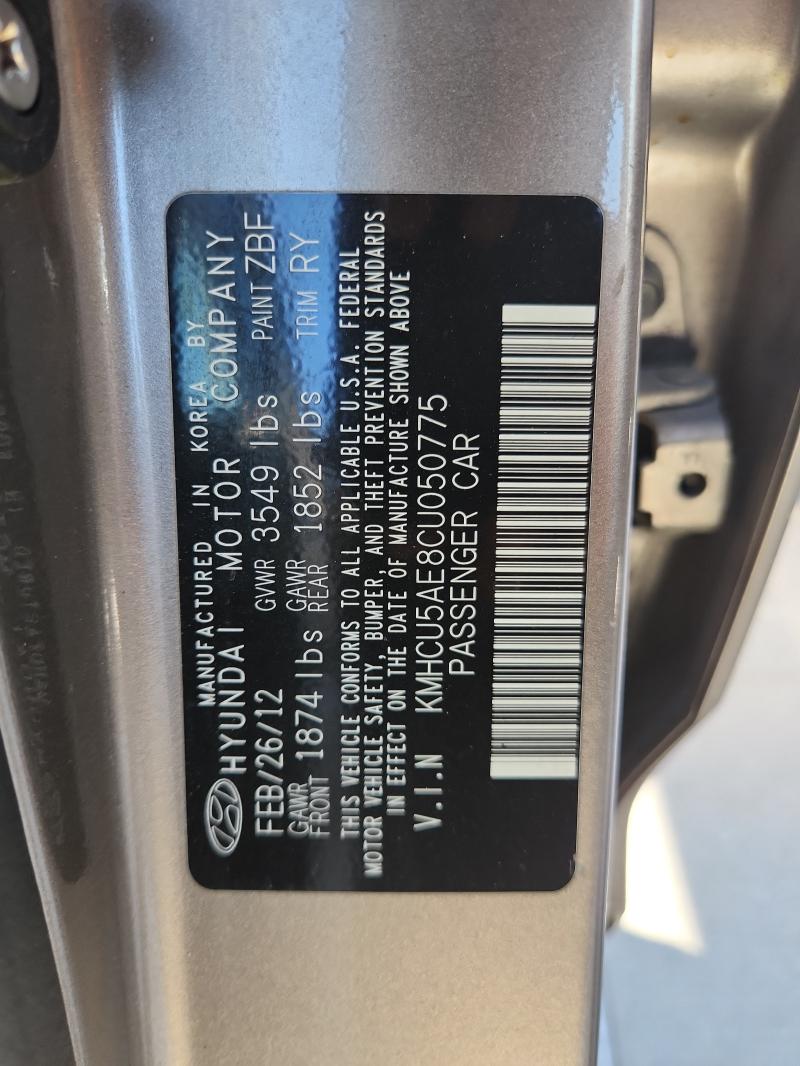 MANUFACTURED IN KOREA BY
HYUNDAI MOTOR COMPANY
FEB/26/12 GVWR 3549 lbs PAINT ZBF
GAWR FRONT 1874 lbs GAWR REAR 1852 lbs TRIM RY
THIS VEHICLE CONFORMS TO ALL APPLICABLE U.S.A. FEDERAL
MOTOR VEHICLE SAFETY, BUMPER, AND THEFT PREVENTION STANDARDS
IN EFFECT ON THE DATE OF MANUFACTURE SHOWN ABOVE
V.I.N KMHCU5AE8CU050775
PASSENGER CAR